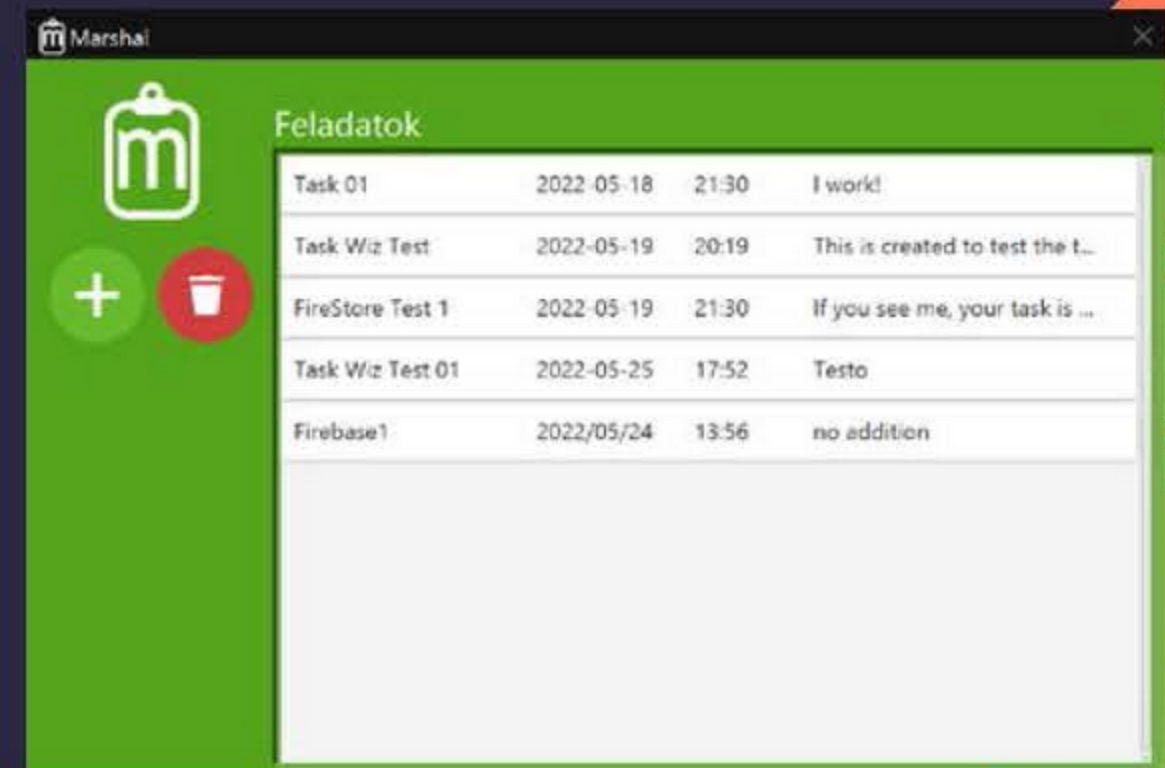 Marshal
m
Feladatok
Task 01 2022-05-18 21:30 I work!
Task Wiz Test 2022-05-19 20:19 This is created to test the t...
FireStore Test 1 2022-05-19 21:30 If you see me, your task is ...
Task Wiz Test 01 2022-05-25 17:52 Testo
Firebase1 2022/05/24 13:56 no addition